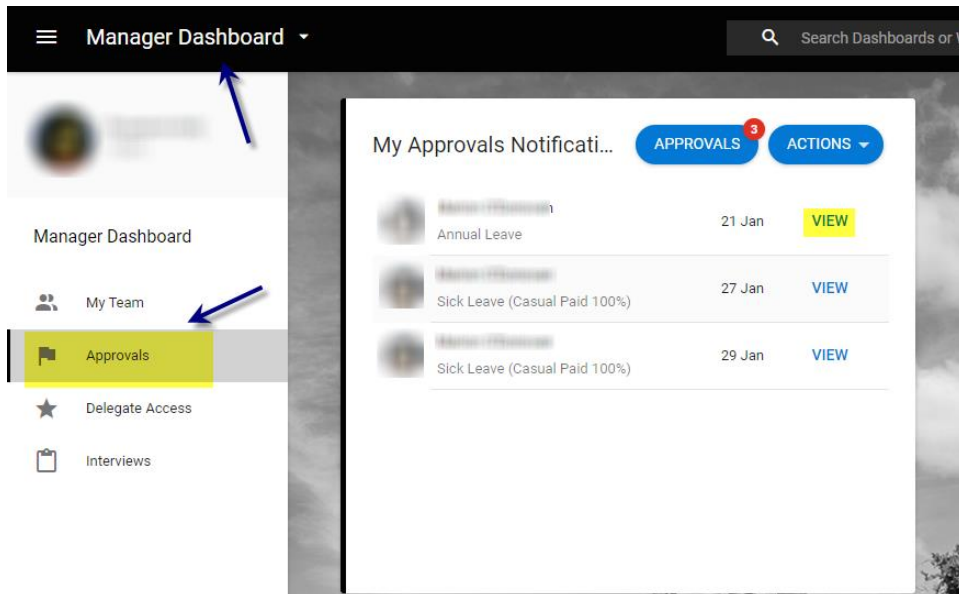 Manager Dashboard
Search Dashboards or
Manager Dashboard
My Team
Approvals
Delegate Access
Interviews
My Approvals Notificati... APPROVALS 3 ACTIONS
21 Jan VIEW
Annual Leave
27 Jan VIEW
Sick Leave (Casual Paid 100%)
29 Jan VIEW
Sick Leave (Casual Paid 100%)